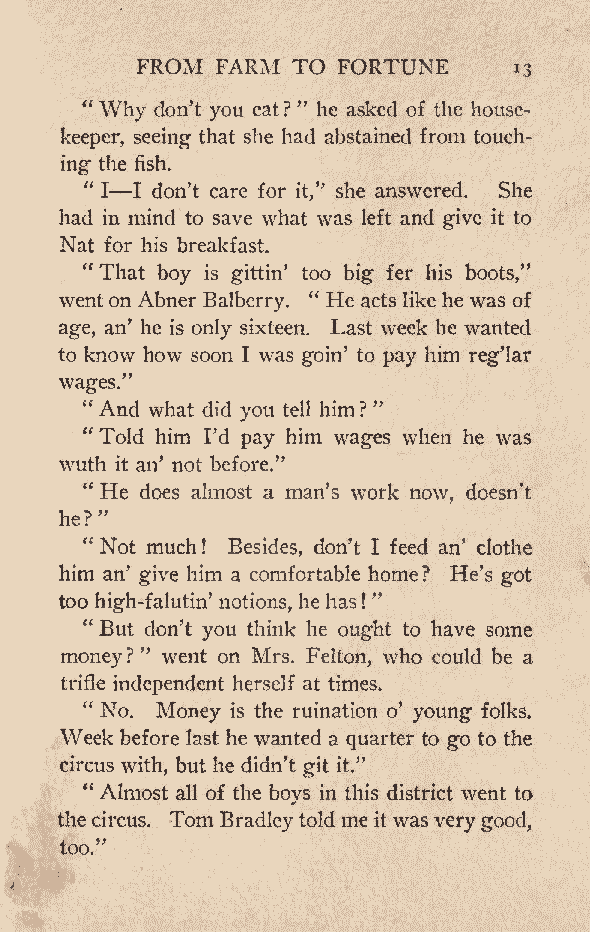 FROM FARM TO FORTUNE 13
“Why don’t you eat?” he asked of the house-
keeper, seeing that she had abstained from touch-
ing the fish.
“I—I don’t care for it,” she answered. She
had in mind to save what was left and give it to
Nat for his breakfast.
“That boy is gittin’ too big fer his boots,”
went on Abner Balberry. “He acts like he was of
age, an’ he is only sixteen. Last week he wanted
to know how soon I was goin’ to pay him reg’lar
wages.”
“And what did you tell him?”
“Told him I’d pay him wages when he was
wuth it an’ not before.”
“He does almost a man’s work now, doesn’t
he?”
“Not much! Besides, don’t I feed an’ clothe
him an’ give him a comfortable home? He’s got
too high-falutin’ notions, he has!”
“But don’t you think he ought to have some
money?” went on Mrs. Felton, who could be a
trifle independent herself at times.
“No. Money is the ruination o’ young folks.
Week before last he wanted a quarter to go to the
circus with, but he didn’t git it.”
“Almost all of the boys in this district went to
the circus. Tom Bradley told me it was very good,
too.”